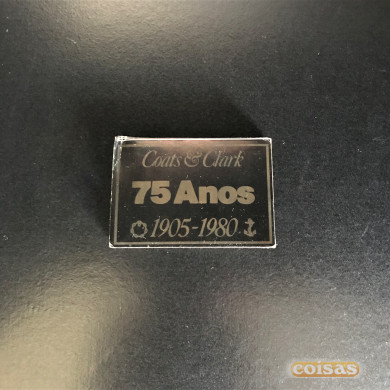 Coats & Clark
75 Anos
1905-1980
coisas